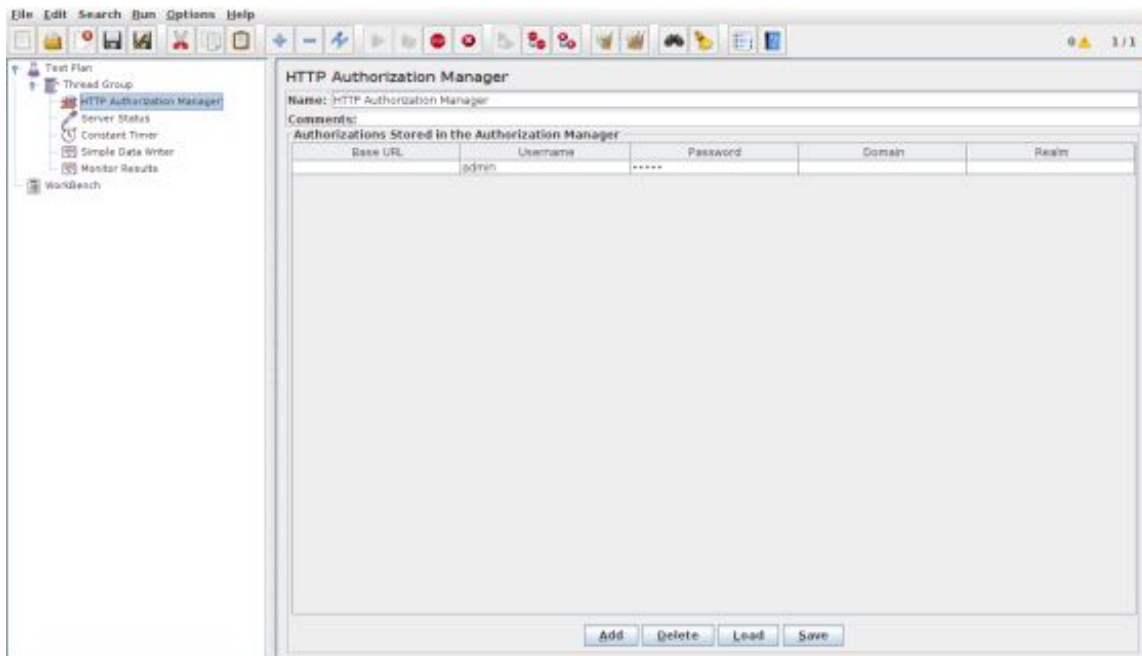 File Edit Search Run Options Help
0 1/1
Test Plan
Thread Group
HTTP Authorization Manager
Server Status
Constant Timer
Simple Data Writer
Monitor Results
WorkBench
HTTP Authorization Manager
Name: HTTP Authorization Manager
Comments:
Authorizations Stored in the Authorization Manager
Base URL Username Password Domain Realm
admin •••••
Add Delete Load Save